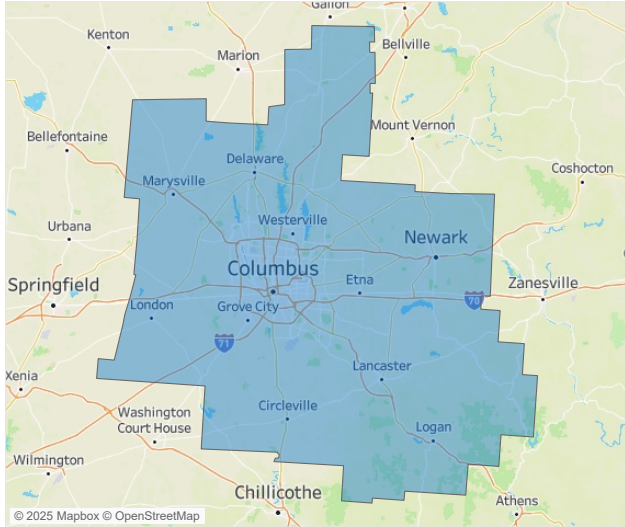 Galion
Kenton
Bellville
Marion
Bellefontaine
Mount Vernon
Delaware
Coshocton
Marysville
Urbana
Westerville
Newark
Columbus
Springfield
Etna
Zanesville
London
Grove City
70
71
Xenia
Lancaster
Circleville
Washington
Court House
Logan
Wilmington
Chillicothe
Athens
© 2025 Mapbox © OpenStreetMap